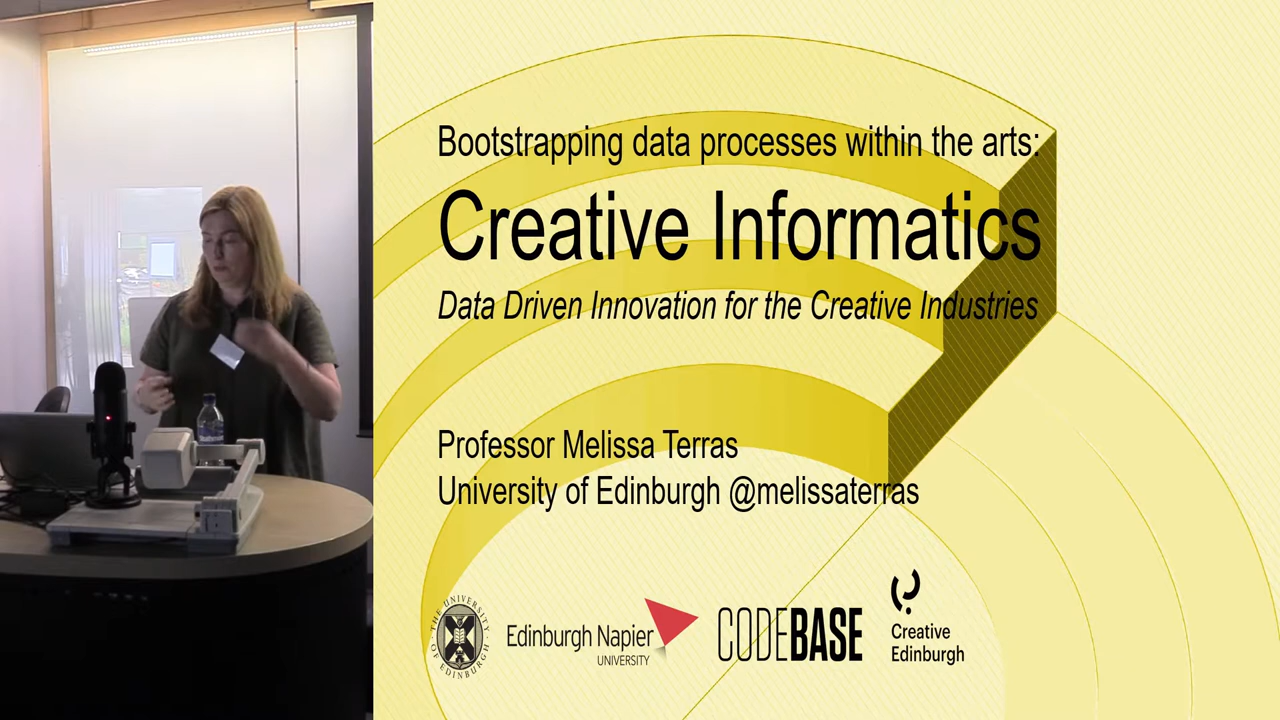 Bootstrapping data processes within the arts:
Creative Informatics
Data Driven Innovation for the Creative Industries
Professor Melissa Terras
University of Edinburgh @melissaterras
THE UNIVERSITY OF EDINBURGH
Edinburgh Napier
UNIVERSITY
CODEBASE
Creative
Edinburgh